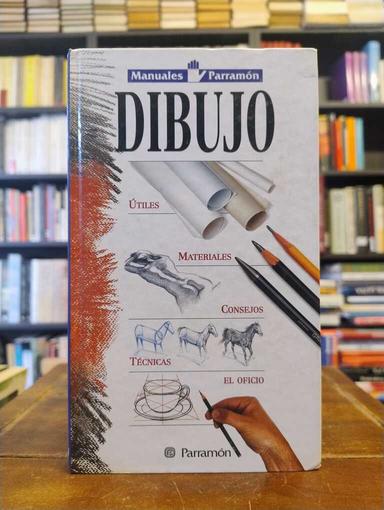 Manuales Parramón
DIBUJO
ÚTILES
MATERIALES
CONSEJOS
TÉCNICAS
EL OFICIO
Parramón